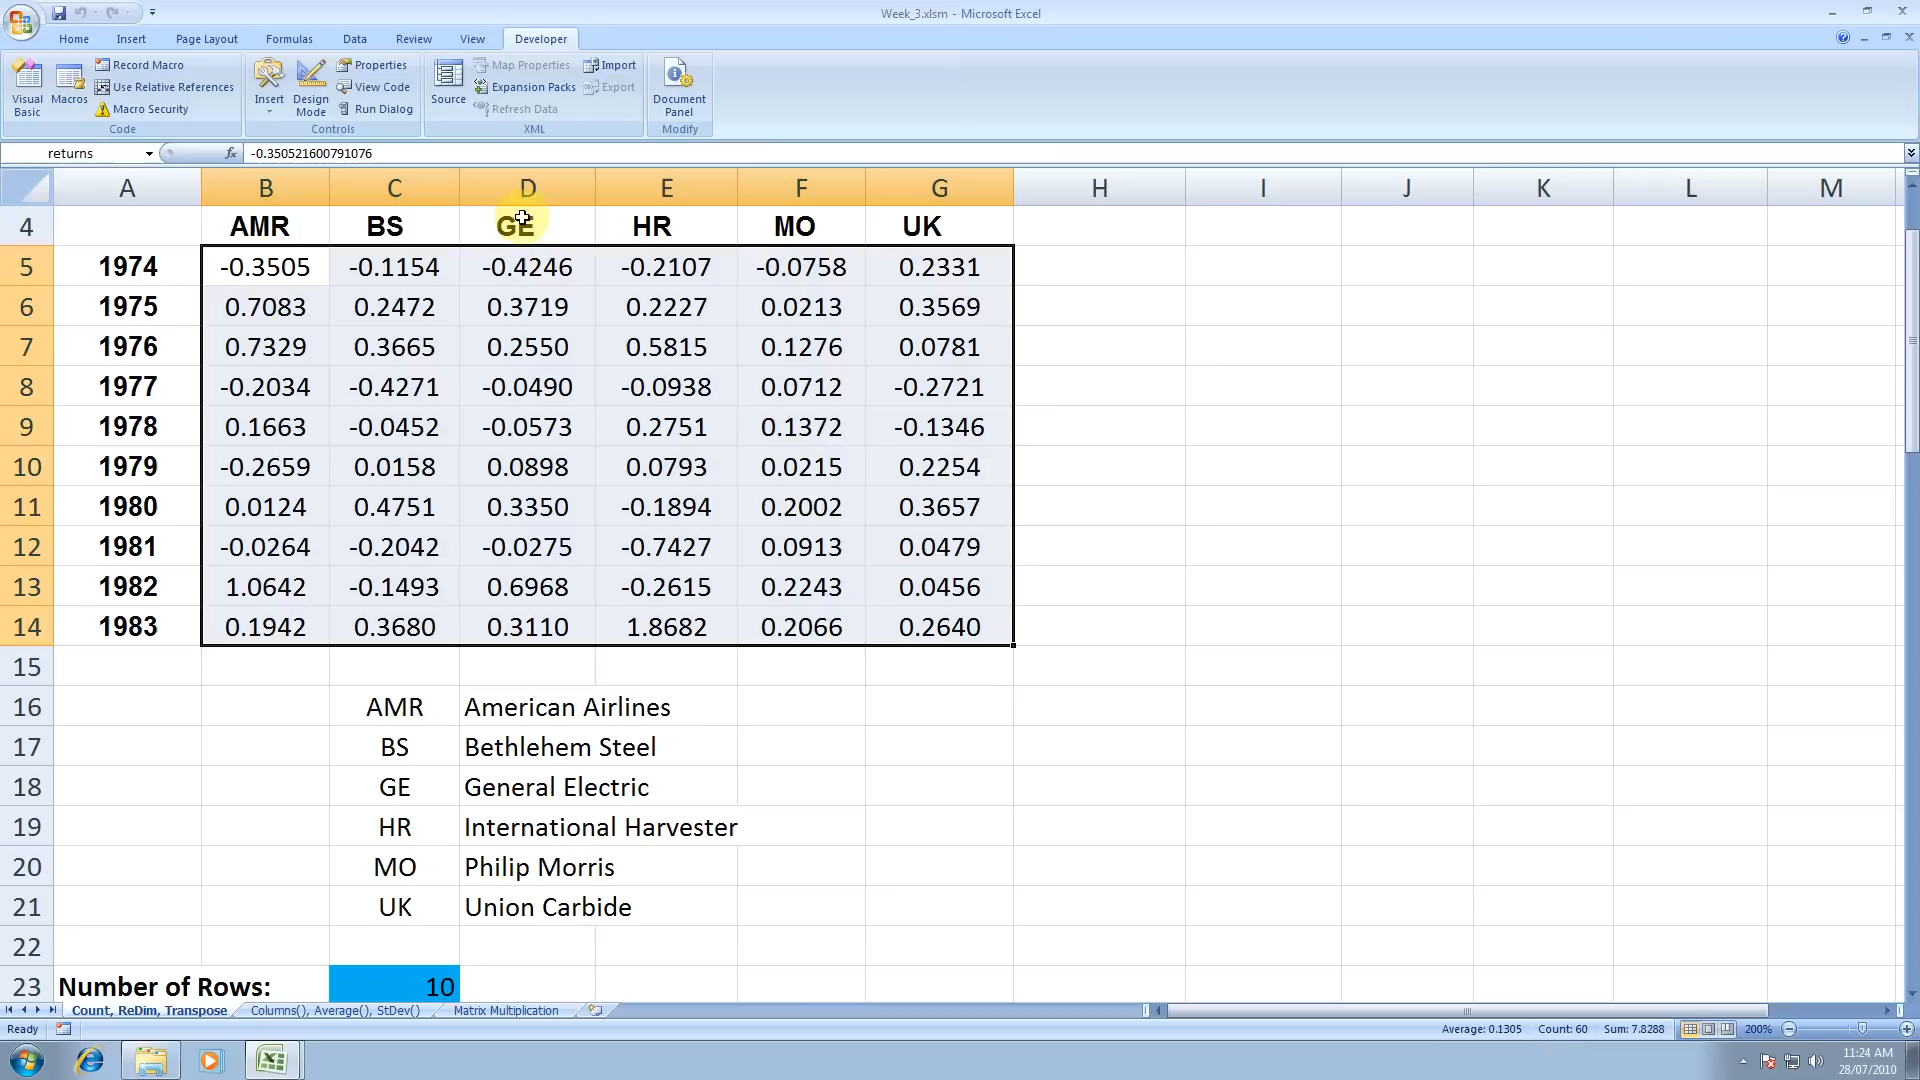 Week_3.xlsm - Microsoft Excel
Home Insert Page Layout Formulas Data Review View Developer
Visual Basic
Macros
Record Macro
Use Relative References
Macro Security
Code
Insert
Design Mode
Properties
View Code
Run Dialog
Controls
Source
Map Properties
Expansion Packs
Refresh Data
Import
Export
XML
Document Panel
Modify
returns fx -0.350521600791076
A B C D E F G H I J K L M
4 AMR BS GE HR MO UK
5 1974 -0.3505 -0.1154 -0.4246 -0.2107 -0.0758 0.2331
6 1975 0.7083 0.2472 0.3719 0.2227 0.0213 0.3569
7 1976 0.7329 0.3665 0.2550 0.5815 0.1276 0.0781
8 1977 -0.2034 -0.4271 -0.0490 -0.0938 0.0712 -0.2721
9 1978 0.1663 -0.0452 -0.0573 0.2751 0.1372 -0.1346
10 1979 -0.2659 0.0158 0.0898 0.0793 0.0215 0.2254
11 1980 0.0124 0.4751 0.3350 -0.1894 0.2002 0.3657
12 1981 -0.0264 -0.2042 -0.0275 -0.7427 0.0913 0.0479
13 1982 1.0642 -0.1493 0.6968 -0.2615 0.2243 0.0456
14 1983 0.1942 0.3680 0.3110 1.8682 0.2066 0.2640
15
16 AMR American Airlines
17 BS Bethlehem Steel
18 GE General Electric
19 HR International Harvester
20 MO Philip Morris
21 UK Union Carbide
22
23 Number of Rows: 10
Count, ReDim, Transpose Columns(), Average(), StDev() Matrix Multiplication
Ready Average: 0.1305 Count: 60 Sum: 7.8288 200%
11:24 AM
28/07/2010